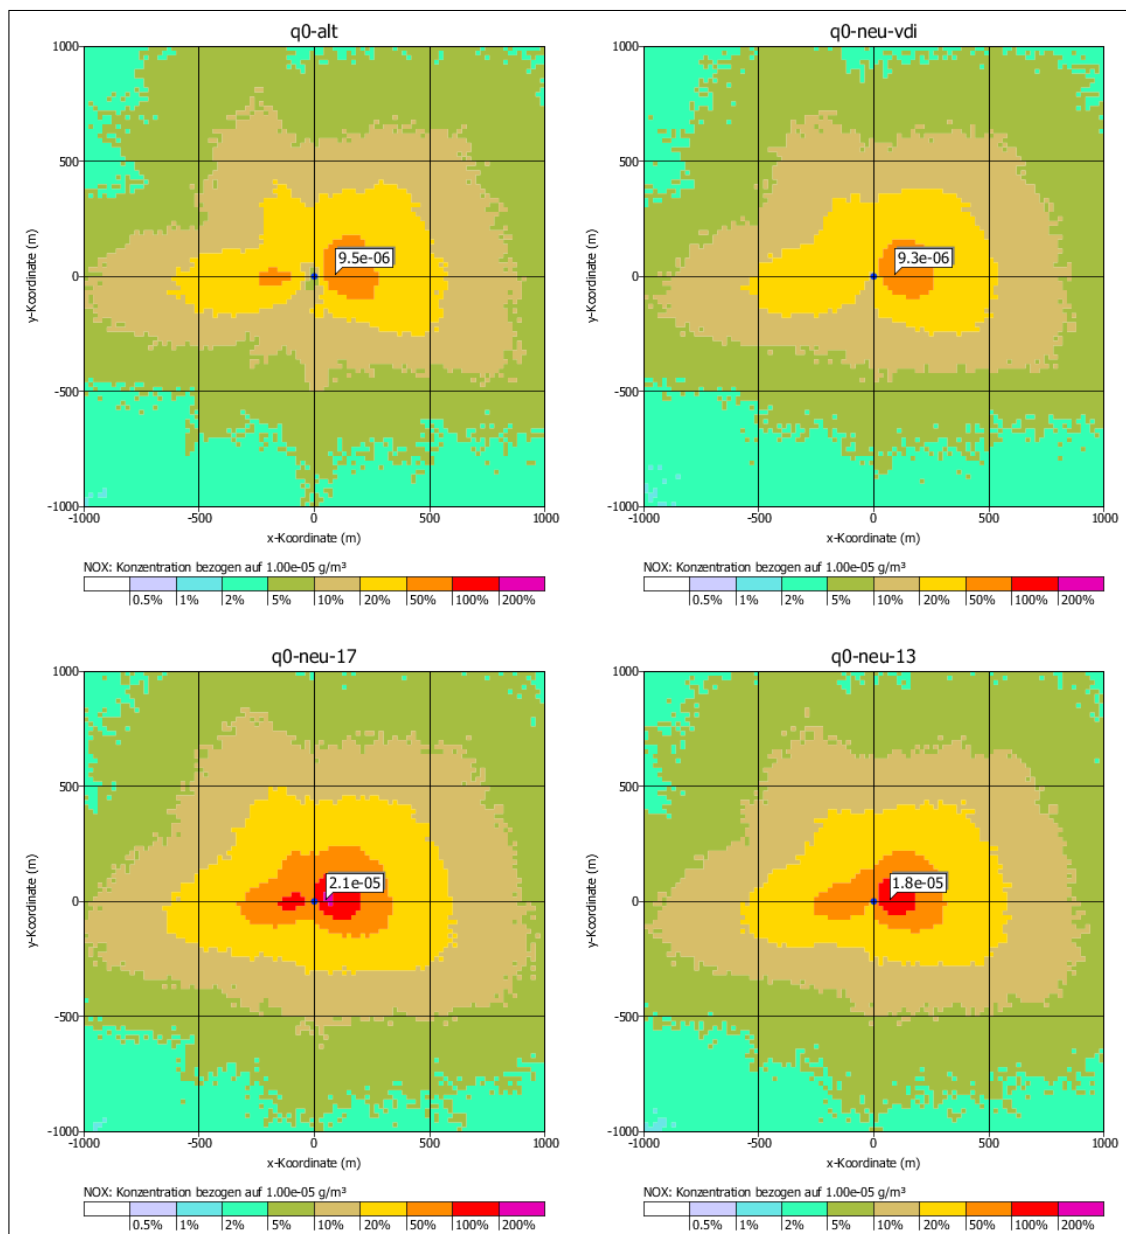 q0-alt
1000
500
0
-500
-1000
y-Koordinate (m)
9.5e-06
-1000 -500 0 500 1000
x-Koordinate (m)
NOX: Konzentration bezogen auf 1.00e-05 g/m³
0.5% 1% 2% 5% 10% 20% 50% 100% 200%
q0-neu-vdi
1000
500
0
-500
-1000
y-Koordinate (m)
9.3e-06
-1000 -500 0 500 1000
x-Koordinate (m)
NOX: Konzentration bezogen auf 1.00e-05 g/m³
0.5% 1% 2% 5% 10% 20% 50% 100% 200%
q0-neu-17
1000
500
0
-500
-1000
y-Koordinate (m)
2.1e-05
-1000 -500 0 500 1000
x-Koordinate (m)
NOX: Konzentration bezogen auf 1.00e-05 g/m³
0.5% 1% 2% 5% 10% 20% 50% 100% 200%
q0-neu-13
1000
500
0
-500
-1000
y-Koordinate (m)
1.8e-05
-1000 -500 0 500 1000
x-Koordinate (m)
NOX: Konzentration bezogen auf 1.00e-05 g/m³
0.5% 1% 2% 5% 10% 20% 50% 100% 200%